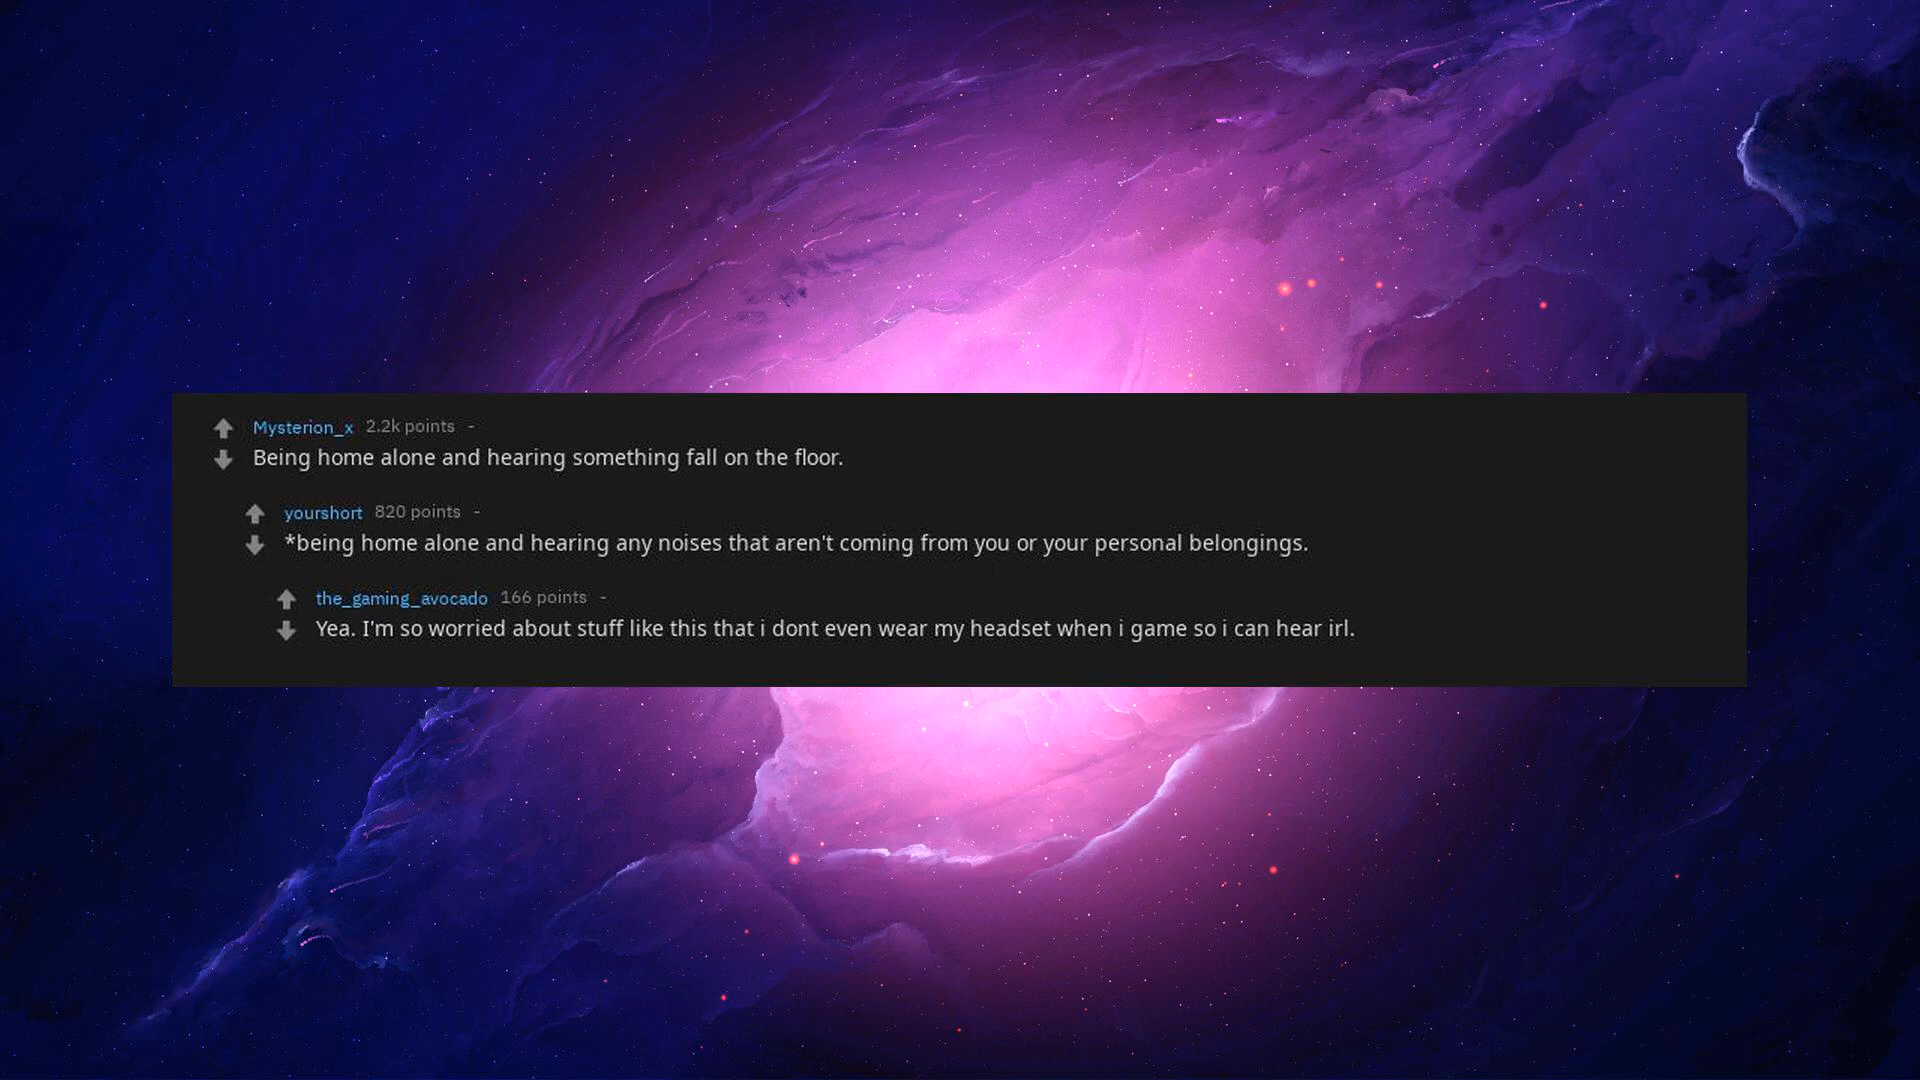 Mysterion_x 2.2k points -
Being home alone and hearing something fall on the floor.
yourshort 820 points -
*being home alone and hearing any noises that aren't coming from you or your personal belongings.
the_gaming_avocado 166 points -
Yea. I'm so worried about stuff like this that i dont even wear my headset when i game so i can hear irl.